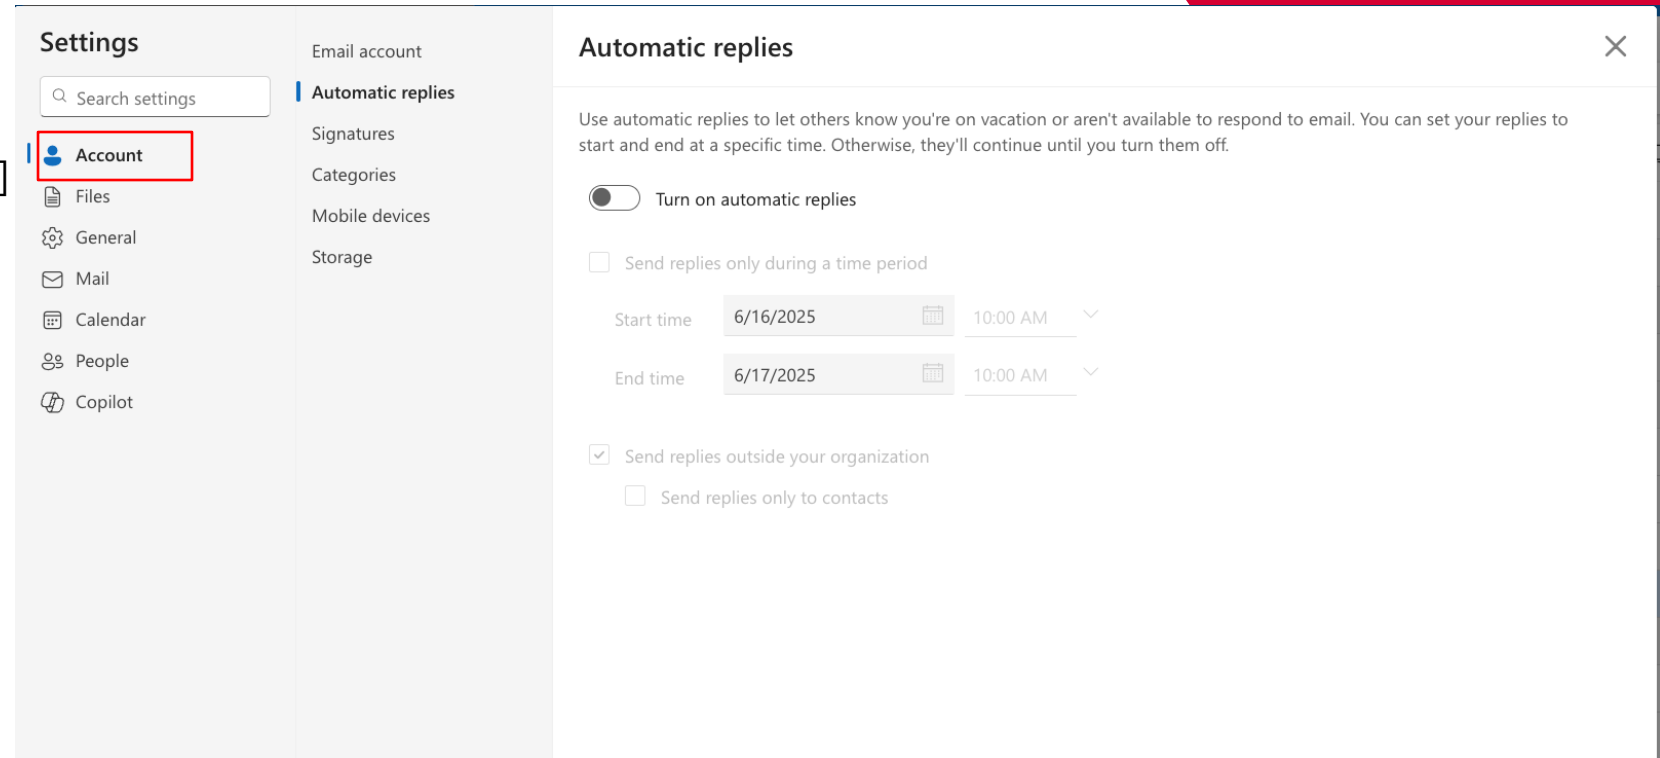 Settings
Search settings
Account
Files
General
Mail
Calendar
People
Copilot
Email account
Automatic replies
Signatures
Categories
Mobile devices
Storage
Automatic replies
Use automatic replies to let others know you're on vacation or aren't available to respond to email. You can set your replies to
start and end at a specific time. Otherwise, they'll continue until you turn them off.
Turn on automatic replies
Send replies only during a time period
Start time 6/16/2025 10:00 AM
End time 6/17/2025 10:00 AM
Send replies outside your organization
Send replies only to contacts